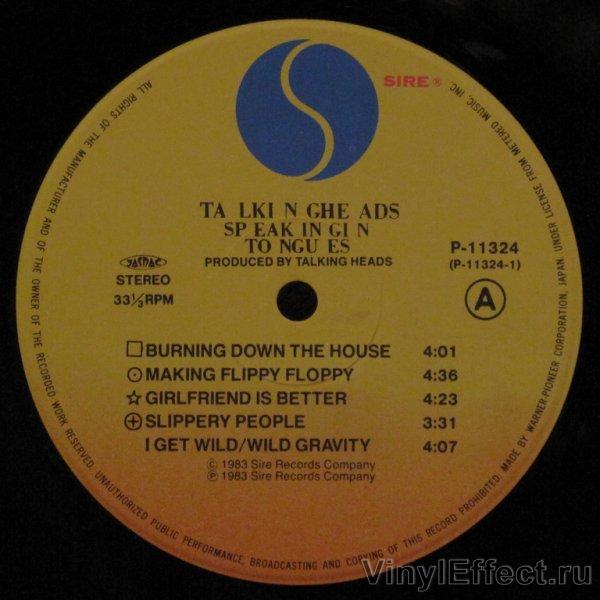 SIRE®
TA LKI N GHE ADS
SP EAK IN GI N
TO NGU ES
PRODUCED BY TALKING HEADS
JASRAC
STEREO
33⅓RPM
P-11324
(P-11324-1)
A
BURNING DOWN THE HOUSE 4:01
MAKING FLIPPY FLOPPY 4:36
GIRLFRIEND IS BETTER 4:23
SLIPPERY PEOPLE 3:31
I GET WILD/WILD GRAVITY 4:07
© 1983 Sire Records Company
℗ 1983 Sire Records Company
ALL RIGHTS OF THE MANUFACTURER AND OF THE OWNER OF THE RECORDED WORK RESERVED. UNAUTHORIZED PUBLIC PERFORMANCE, BROADCASTING AND COPYING OF THIS RECORD PROHIBITED. MADE BY WARNER-PIONEER CORPORATION, JAPAN. UNDER LICENSE FROM METERED MUSIC, INC.
VinylEffect.ru